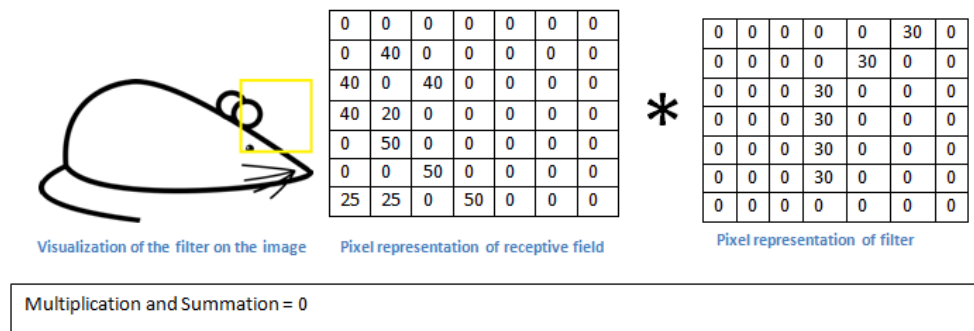 0 0 0 0 0 0 0
0 40 0 0 0 0 0
40 0 40 0 0 0 0
40 20 0 0 0 0 0
0 50 0 0 0 0 0
0 0 50 0 0 0 0
25 25 0 50 0 0 0
*
0 0 0 0 0 30 0
0 0 0 0 30 0 0
0 0 0 30 0 0 0
0 0 0 30 0 0 0
0 0 0 30 0 0 0
0 0 0 30 0 0 0
0 0 0 0 0 0 0
Visualization of the filter on the image
Pixel representation of receptive field
Pixel representation of filter
Multiplication and Summation = 0